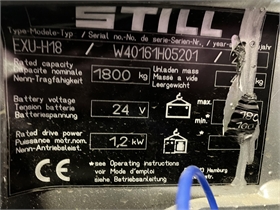 STILL
Type-Modele-Typ / Serial no.-No. de serie-Serien-Nr. / year-
EXU-H18 / W40161H05201 /
Rated capacity
Capacite nominale
Nenn-Tragfähigkeit
1800 kg
Unladen mass
Masse a vide
Leergewicht
kg
Battery voltage
Tension batterie
Batteriespannung
24 V
max
Rated drive power
Puissance motr.nom.
Nenn-Antriebsleist.
1,2 kW
CE
*see Operating instructions
Voir mode d'emploi
siehe Betriebsanleitung
Hamburg